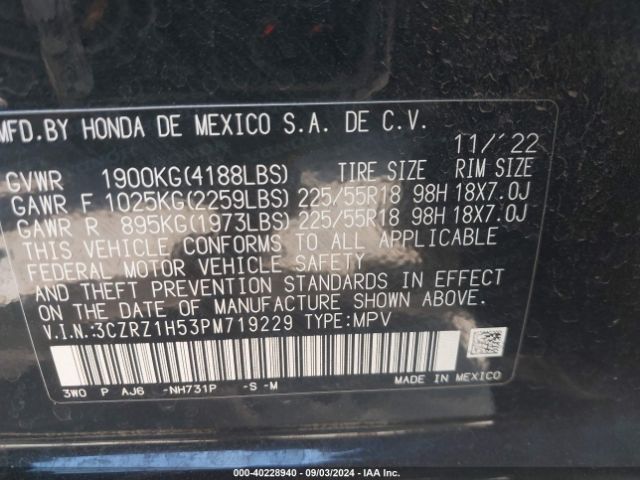 MFD.BY HONDA DE MEXICO S.A. DE C.V.
11/'22
GVWR 1900KG(4188LBS) TIRE SIZE RIM SIZE
GAWR F 1025KG(2259LBS) 225/55R18 98H 18X7.0J
GAWR R 895KG(1973LBS) 225/55R18 98H 18X7.0J
THIS VEHICLE CONFORMS TO ALL APPLICABLE
FEDERAL MOTOR VEHICLE SAFETY
AND THEFT PREVENTION STANDARDS IN EFFECT
ON THE DATE OF MANUFACTURE SHOWN ABOVE.
V.I.N.:3CZRZ1H53PM719229 TYPE:MPV
3W0 P AJ6 -NH731P -S -M
MADE IN MEXICO
000-40228940 - 09/03/2024 - IAA Inc.